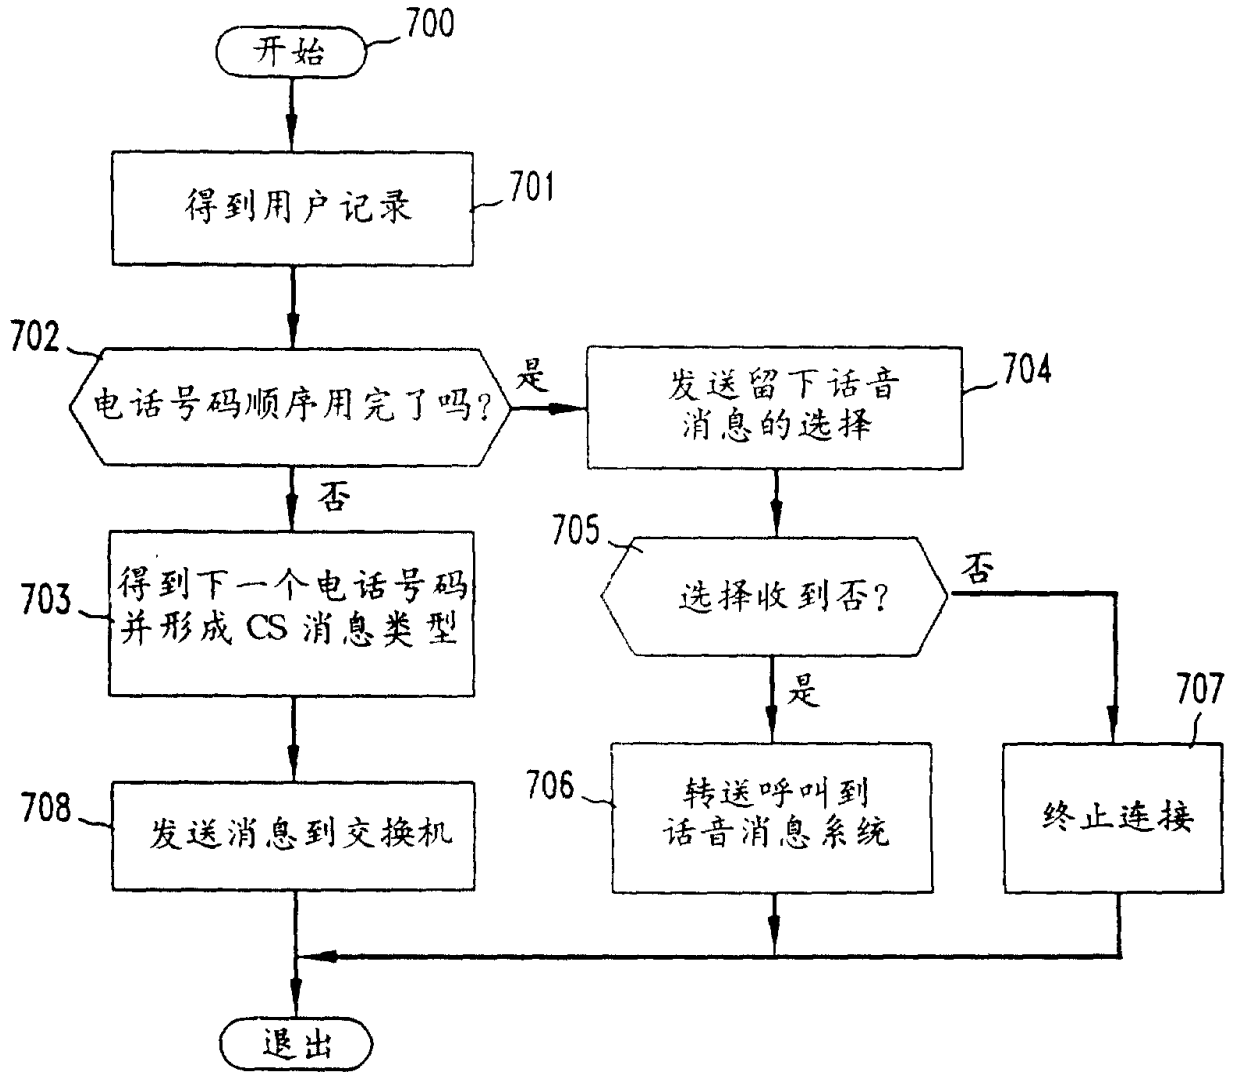 700
开始
701
得到用户记录
702
电话号码顺序用完了吗?
是
704
发送留下话音
消息的选择
否
703
得到下一个电话号码
并形成 CS 消息类型
705
选择收到否?
否
是
708
发送消息到交换机
706
转送呼叫到
话音消息系统
707
终止连接
退出